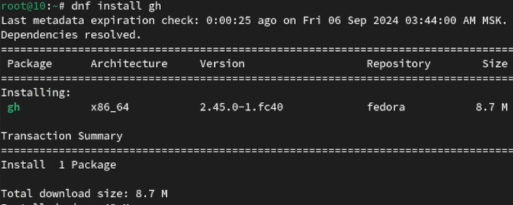 root@10:~# dnf install gh
Last metadata expiration check: 0:00:25 ago on Fri 06 Sep 2024 03:44:00 AM MSK.
Dependencies resolved.
================================================================================
Package Architecture Version Repository Size
================================================================================
Installing:
gh x86_64 2.45.0-1.fc40 fedora 8.7 M
Transaction Summary
================================================================================
Install 1 Package
Total download size: 8.7 M